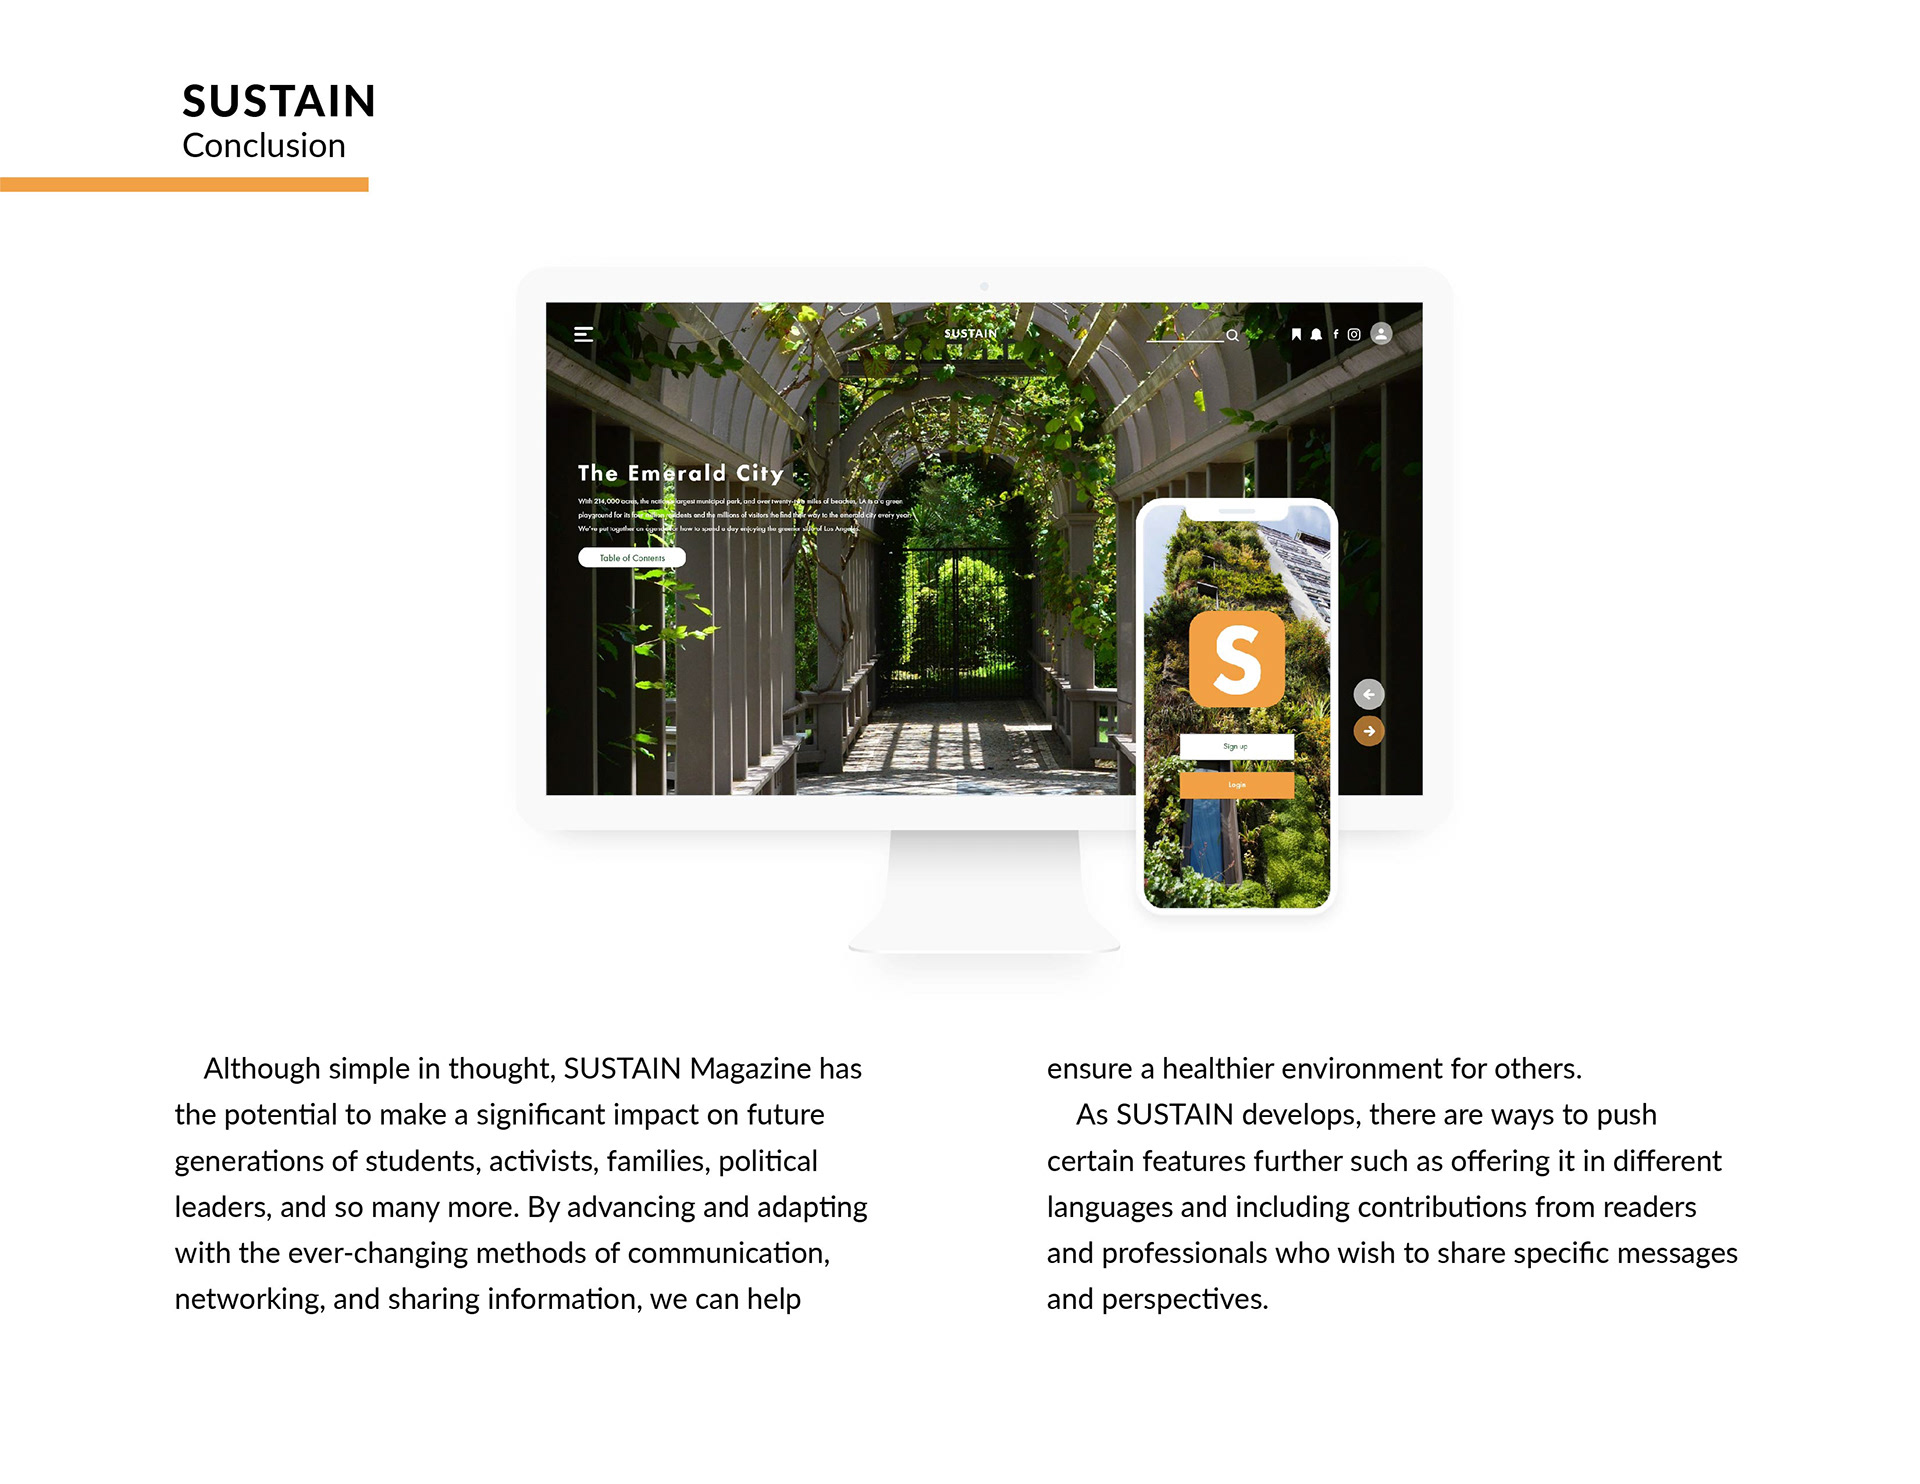 SUSTAIN
Conclusion
SUSTAIN
f
The Emerald City
With 214,000 acres, the nation's largest municipal park, and over twenty-two miles of beaches, LA is a green
playground for its four million residents and the millions of visitors the find their way to the emerald city every year.
We've put together an agenda for how to spend a day enjoying the greener side of Los Angeles.
Table of Contents
S
Sign up
Login
Although simple in thought, SUSTAIN Magazine has
the potential to make a significant impact on future
generations of students, activists, families, political
leaders, and so many more. By advancing and adapting
with the ever-changing methods of communication,
networking, and sharing information, we can help
ensure a healthier environment for others.
As SUSTAIN develops, there are ways to push
certain features further such as offering it in different
languages and including contributions from readers
and professionals who wish to share specific messages
and perspectives.